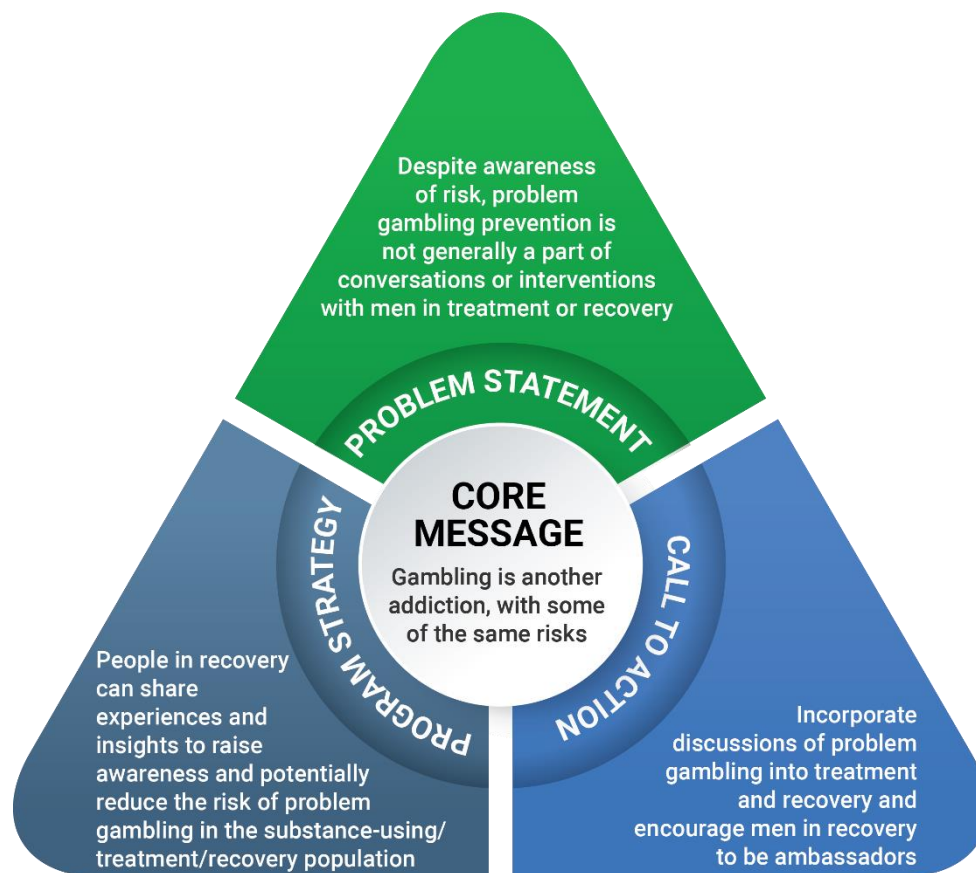 Despite awareness
of risk, problem
gambling prevention is
not generally a part of
conversations or interventions
with men in treatment or recovery
PROBLEM STATEMENT
CORE
MESSAGE
Gambling is another
addiction, with some
of the same risks
PROGRAM STRATEGY
People in recovery
can share
experiences and
insights to raise
awareness and potentially
reduce the risk of problem
gambling in the substance-using/
treatment/recovery population
CALL TO ACTION
Incorporate
discussions of problem
gambling into treatment
and recovery and
encourage men in recovery
to be ambassadors